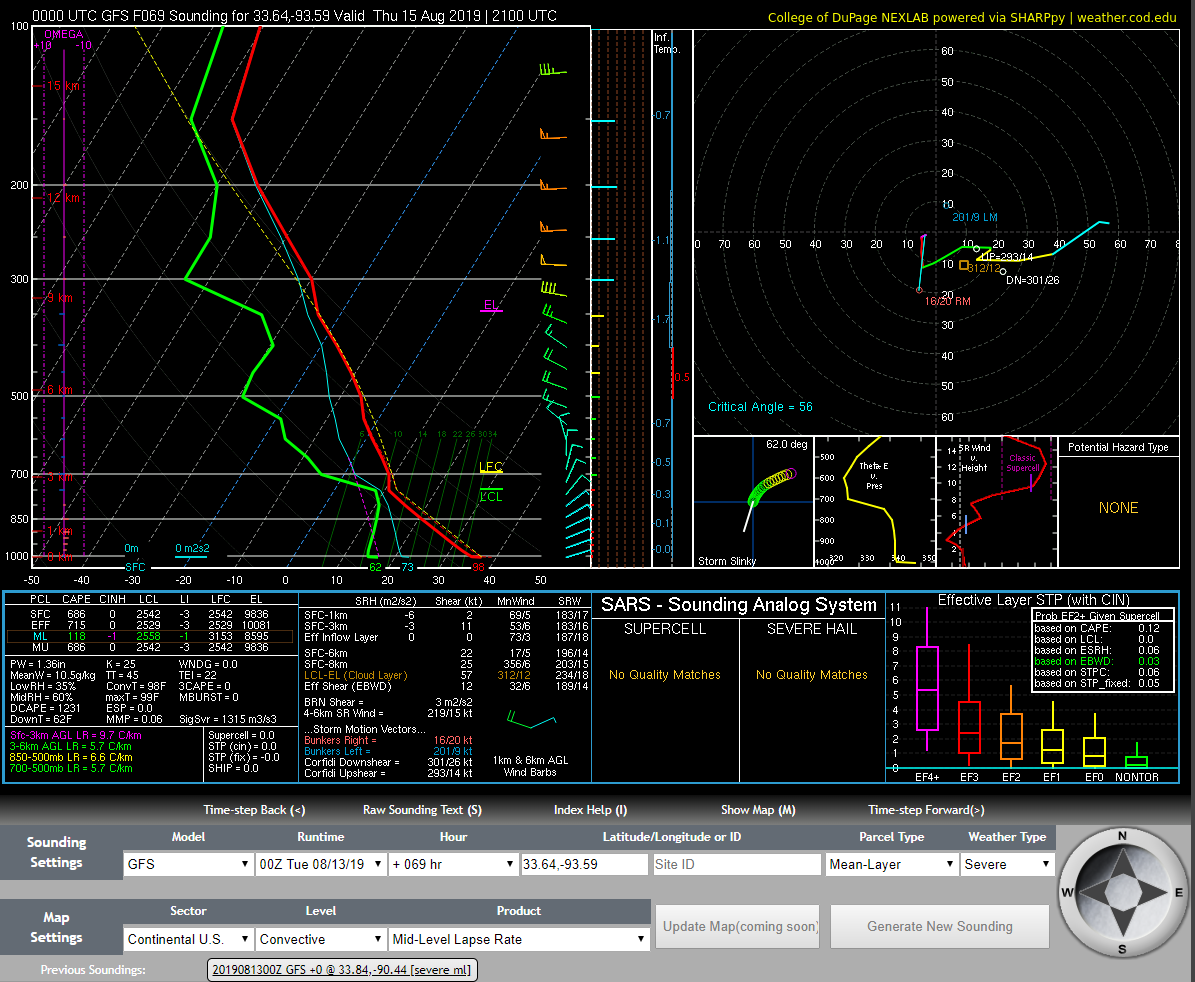 0000 UTC GFS F069 Sounding for 33.64,-93.59 Valid Thu 15 Aug 2019 | 2100 UTC
College of DuPage NEXLAB powered via SHARPpy | weather.cod.edu
100
OMEGA
+10 -10
15 km
200
12 km
300
9 km
EL
500
6 km
6 10 14 18 22 26 30 34
LFC
700
3 km
LCL
850
1 km
0m
0 m2s2
1000
0 km
SFC
62 73 98
-50 -40 -30 -20 -10 0 10 20 30 40 50
Inf.
Temp.
-0.7
-1.1
-1.7
0.5
-0.7
-0.5
-0.3
-0.1
-0.0
60
50
40
30
20
10
201/9 LM
70 60 50 40 30 20 10 10 20 30 40 50 60 70 8
UP=293/14
10
312/12
DN=301/26
20
16/20 RM
30
40
50
60
Critical Angle = 56
62.0 deg
Storm Slinky
500
600
700
800
900
1000
Theta-E
v.
Pres
320 330 340 350
14
12
10
8
6
4
2
SR Wind
v.
Height
Classic
Supercell
Potential Hazard Type
NONE
PCL CAPE CINH LCL LI LFC EL
SFC 686 0 2542 -3 2542 9836
EFF 715 0 2529 -3 2529 10081
ML 118 -1 2558 -1 3153 8595
MU 686 0 2542 -3 2542 9836
PW = 1.36in K = 25 WNDG = 0.0
MeanW = 10.5g/kg TT = 45 TEI = 22
LowRH = 35% ConvT = 98F 3CAPE = 0
MidRH = 60% maxT = 99F MBURST = 0
DCAPE = 1231 ESP = 0.0
DownT = 62F MMP = 0.06 SigSvr = 1315 m3/s3
Sfc-3km AGL LR = 9.7 C/km
3-6km AGL LR = 5.7 C/km
850-500mb LR = 6.6 C/km
700-500mb LR = 5.7 C/km
Supercell = 0.0
STP (cin) = 0.0
STP (fix) = -0.0
SHIP = 0.0
SRH (m2/s2) Shear (kt) MnWind SRW
SFC-1km -6 2 69/5 183/17
SFC-3km -3 11 53/6 183/16
Eff Inflow Layer 0 0 73/3 187/18
SFC-6km 22 17/5 196/14
SFC-8km 25 356/6 203/15
LCL-EL (Cloud Layer) 57 312/12 234/18
Eff Shear (EBWD) 12 32/6 189/14
BRN Shear = 3 m2/s2
4-6km SR Wind = 219/15 kt
...Storm Motion Vectors...
Bunkers Right = 16/20 kt
Bunkers Left = 201/9 kt
Corfidi Downshear = 301/26 kt
Corfidi Upshear = 293/14 kt
1km & 6km AGL
Wind Barbs
SARS - Sounding Analog System
SUPERCELL
SEVERE HAIL
No Quality Matches
No Quality Matches
Effective Layer STP (with CIN)
11
10
9
8
7
6
5
4
3
2
1
0
Prob EF2+ Given Supercell
based on CAPE: 0.12
based on LCL: 0.0
based on ESRH: 0.06
based on EBWD: 0.03
based on STPC: 0.06
based on STP_fixed: 0.05
EF4+ EF3 EF2 EF1 EF0 NONTOR
Time-step Back (<) Raw Sounding Text (S) Index Help (I) Show Map (M) Time-step Forward(>)
Sounding
Settings
Model Runtime Hour Latitude/Longitude or ID Parcel Type Weather Type
GFS 00Z Tue 08/13/19 + 069 hr 33.64,-93.59 Site ID Mean-Layer Severe
Map
Settings
Sector Level Product
Continental U.S. Convective Mid-Level Lapse Rate
Update Map(coming soon)
Generate New Sounding
N
W E
S
Previous Soundings:
2019081300Z GFS +0 @ 33.84,-90.44 [severe ml]